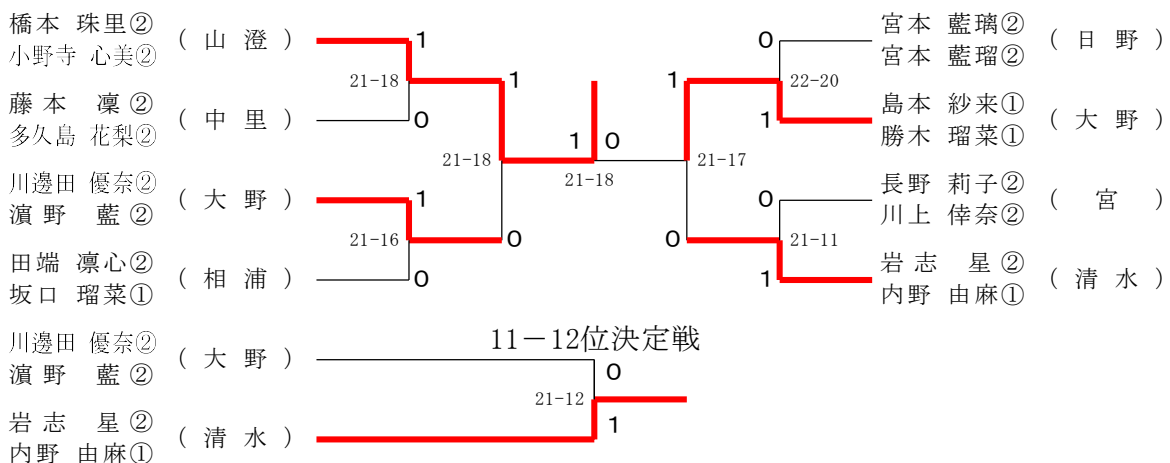 橋本 珠里② (山澄) 1 0 宮本 藍璃② (日野)
小野寺 心美② 宮本 藍瑠②
21-18 1 1 22-20
藤本 凜② (中里) 0 1 島本 紗来① (大野)
多久島 花梨② 勝木 瑠菜①
1 0
21-18 21-18 21-17
川邊田 優奈② (大野) 1 0 長野 莉子② (宮)
濵野 藍② 川上 倖奈②
21-16 0 0 21-11
田端 凛心② (相浦) 0 1 岩志 星② (清水)
坂口 瑠菜① 内野 由麻①
11-12位決定戦
川邊田 優奈② (大野)
濵野 藍② 0
21-12
岩志 星② (清水) 1
内野 由麻①